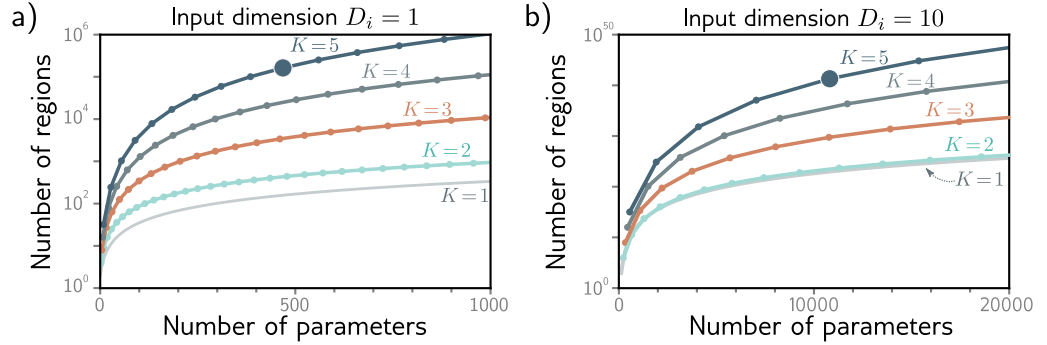 a)
Input dimension $D_i = 1$
Number of regions
10^6
10^4
10^2
10^0
K=5
K=4
K=3
K=2
K=1
0
500
1000
Number of parameters
b)
Input dimension $D_i = 10$
Number of regions
10^50
10^0
K=5
K=4
K=3
K=2
K=1
0
10000
20000
Number of parameters